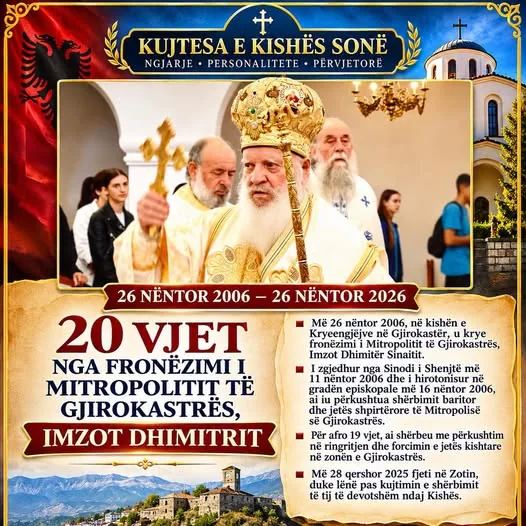 KUJTESA E KISHËS SONË
NGJARJE • PERSONALITETE • PËRVJETORË
26 NËNTOR 2006 – 26 NËNTOR 2026
20 VJET
NGA FRONËZIMI I
MITROPOLITIT TË
GJIROKASTRËS,
IMZOT DHIMITRIT
Më 26 nëntor 2006, në kishën e
Kryeengjëjve në Gjirokastër, u krye
fronëzimi i Mitropolitit të Gjirokastrës,
Imzot Dhimitër Sinaitit.
I zgjedhur nga Sinodi i Shenjtë më
11 nëntor 2006 dhe i hirotonisur në
gradën episkopale më 16 nëntor 2006,
ai iu përkushtua shërbimit baritor
dhe jetës shpirtërore të Mitropolisë
së Gjirokastrës.
Për afro 19 vjet, ai shërbeu me përkushtim
në ringritjen dhe forcimin e jetës kishtare
në zonën e Gjirokastrës.
Më 28 qershor 2025 fjeti në Zotin,
duke lënë pas kujtimin e shërbimit
të tij të devotshëm ndaj Kishës.